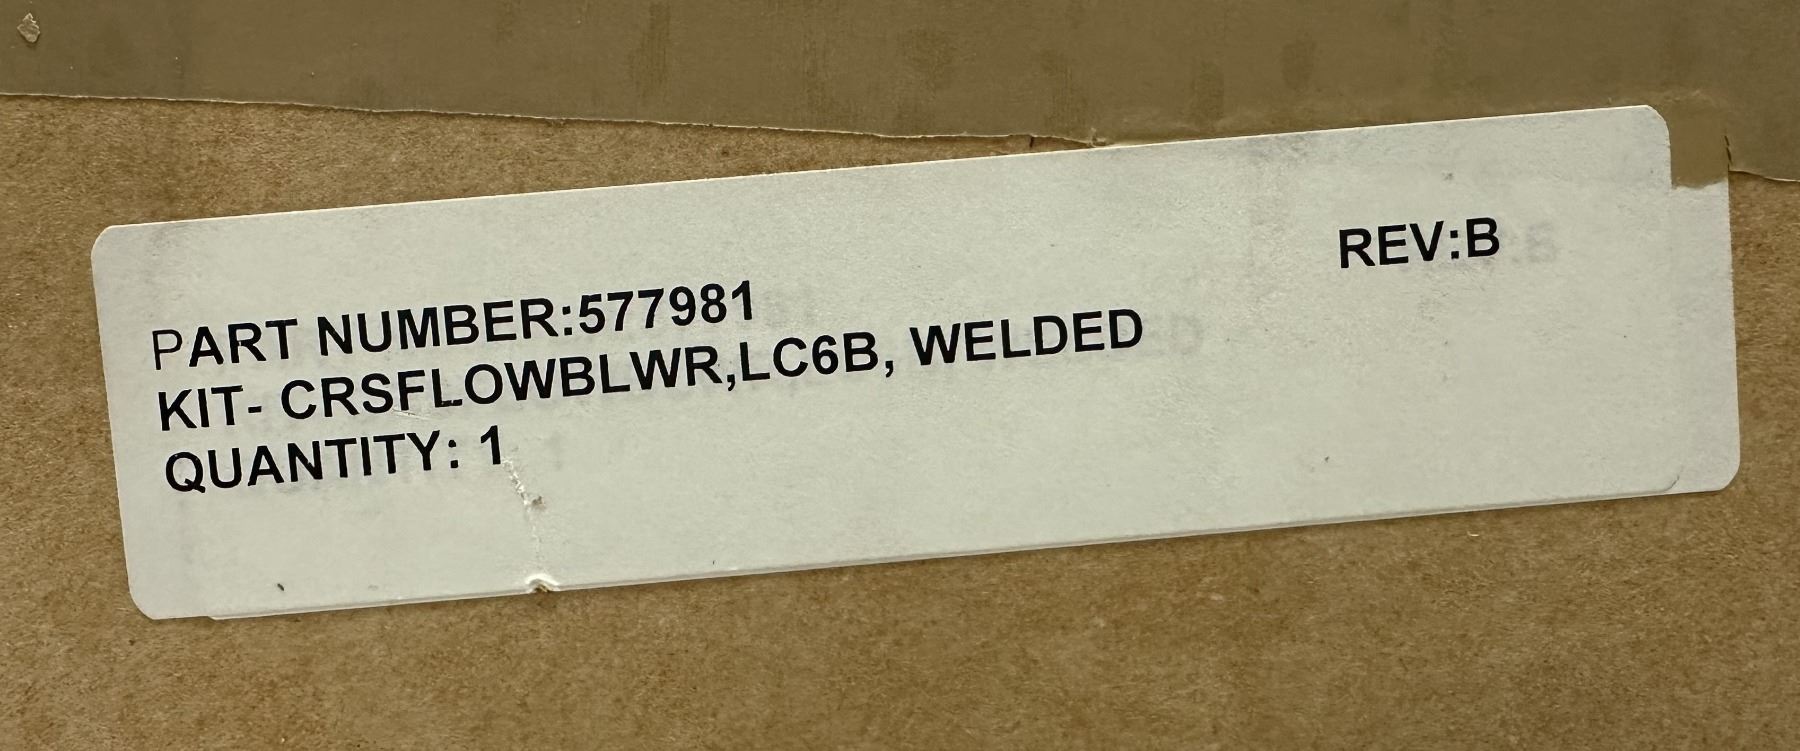 REV:B
PART NUMBER:577981
KIT- CRSFLOWBLWR,LC6B, WELDED
QUANTITY: 1